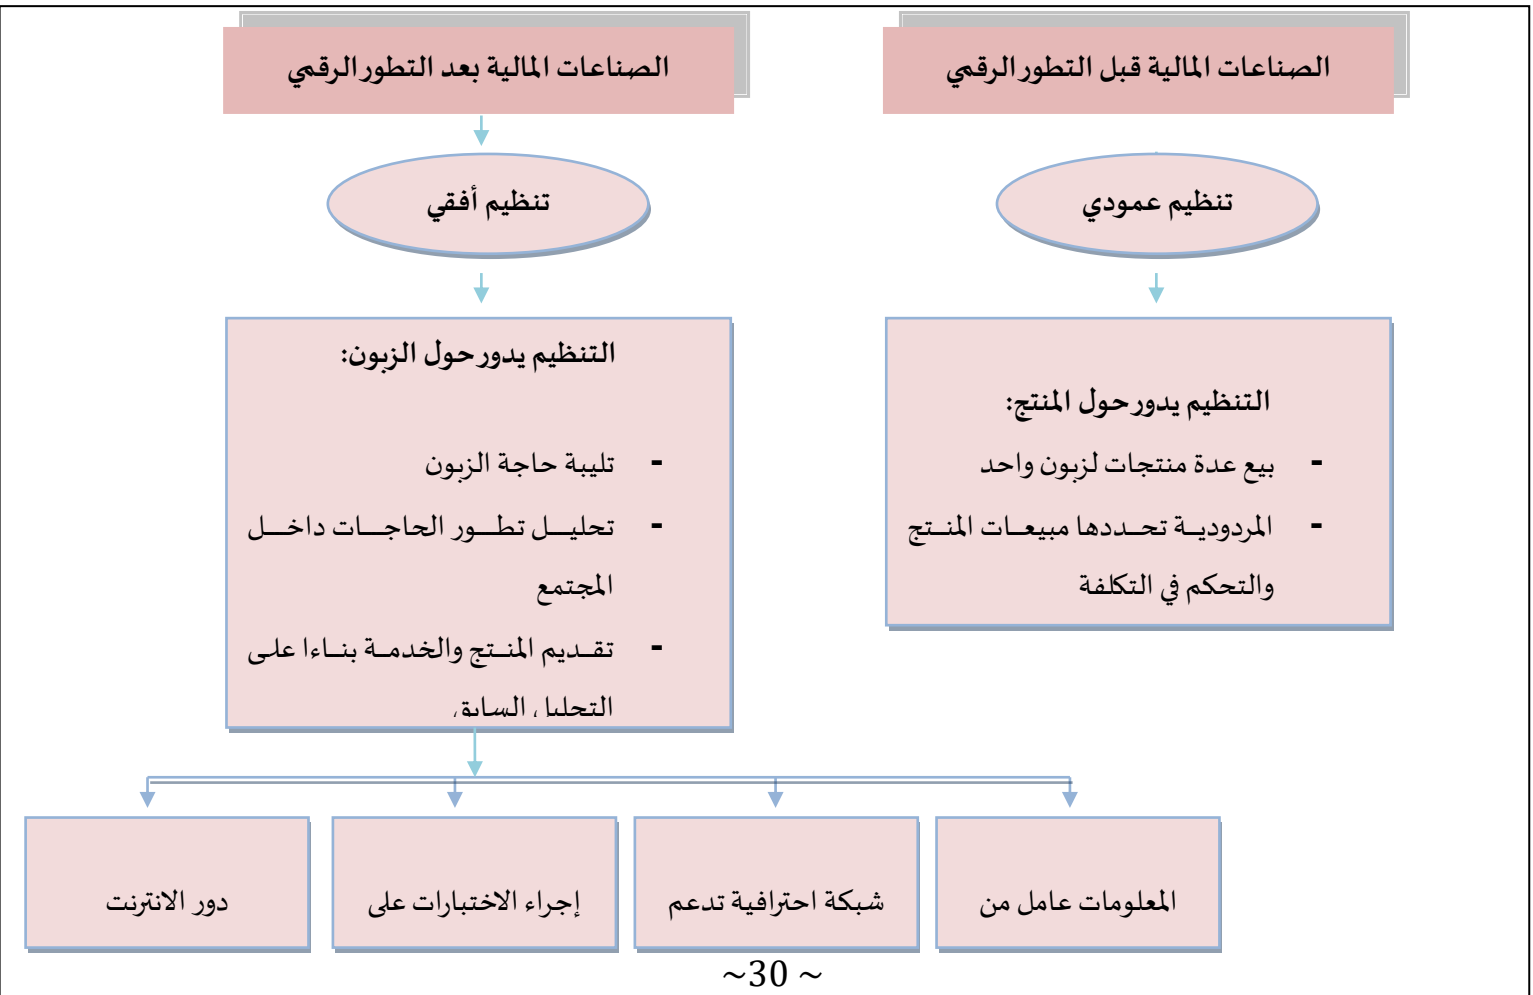 الصناعات المالية قبل التطور الرقمي
تنظيم عمودي
التنظيم يدور حول المنتج:
- بيع عدة منتجات لزبون واحد
- المردودية تحددها مبيعات المنتج
والتحكم في التكلفة
الصناعات المالية بعد التطور الرقمي
تنظيم أفقي
التنظيم يدور حول الزبون:
- تليبة حاجة الزبون
- تحليل تطور الحاجات داخل
المجتمع
- تقديم المنتج والخدمة بناءا على
التحليل السابق
المعلومات عامل من
شبكة احترافية تدعم
إجراء الاختبارات على
دور الانترنت
~30 ~